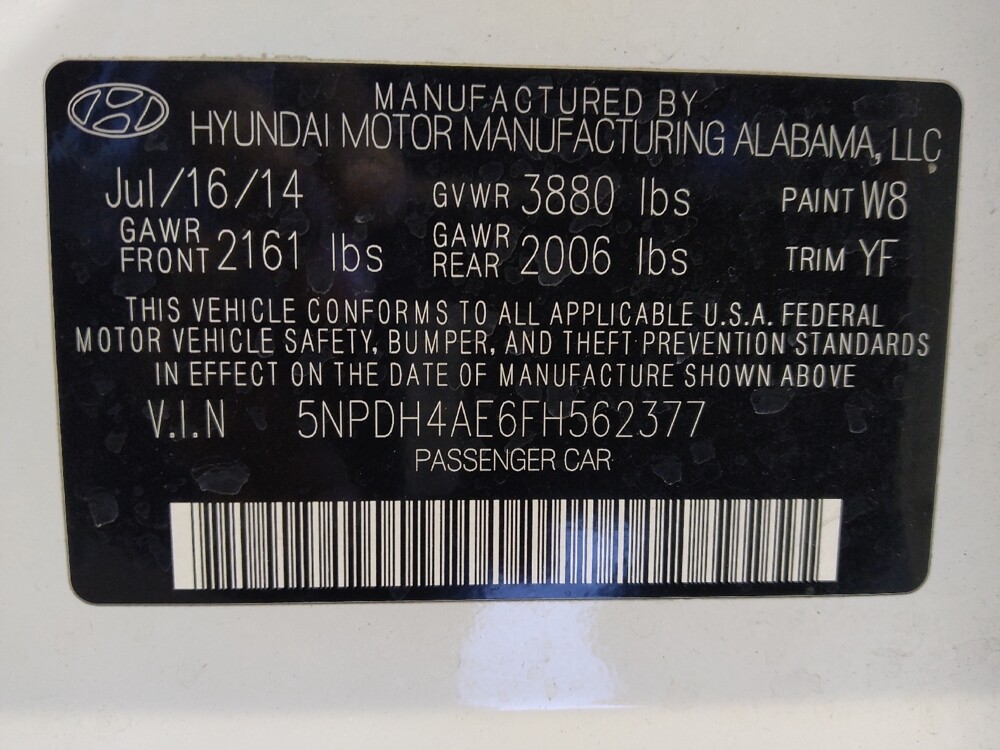 MANUFACTURED BY
HYUNDAI MOTOR MANUFACTURING ALABAMA, LLC
Jul/16/14 GVWR 3880 lbs PAINT W8
GAWR FRONT 2161 lbs GAWR REAR 2006 lbs TRIM YF
THIS VEHICLE CONFORMS TO ALL APPLICABLE U.S.A. FEDERAL
MOTOR VEHICLE SAFETY, BUMPER, AND THEFT PREVENTION STANDARDS
IN EFFECT ON THE DATE OF MANUFACTURE SHOWN ABOVE
V.I.N 5NPDH4AE6FH562377
PASSENGER CAR